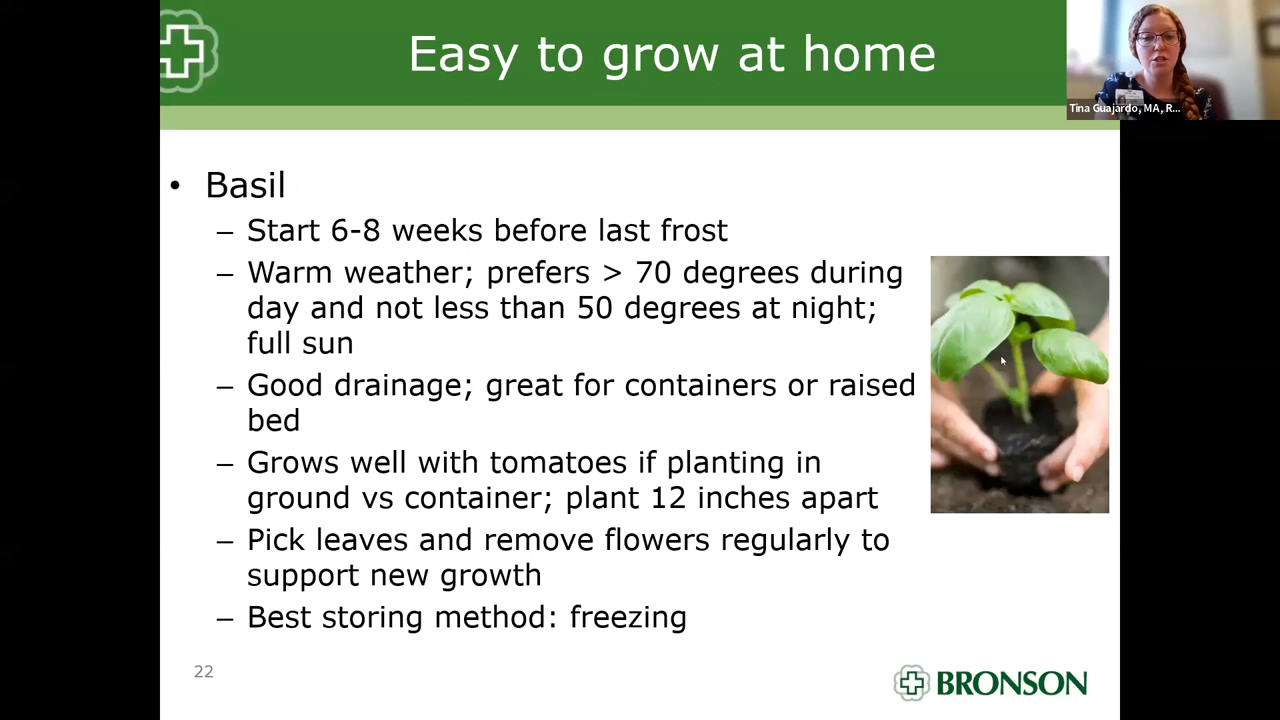 Easy to grow at home
Tina Guajardo, MA, R...
• Basil
– Start 6-8 weeks before last frost
– Warm weather; prefers > 70 degrees during
day and not less than 50 degrees at night;
full sun
– Good drainage; great for containers or raised
bed
– Grows well with tomatoes if planting in
ground vs container; plant 12 inches apart
– Pick leaves and remove flowers regularly to
support new growth
– Best storing method: freezing
22
BRONSON